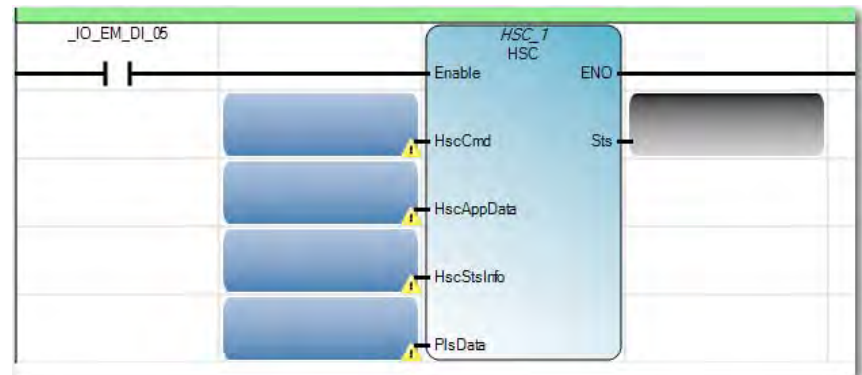 _IO_EM_DI_05
HSC_1
HSC
Enable ENO
HscCmd Sts
HscAppData
HscStsInfo
PlsData